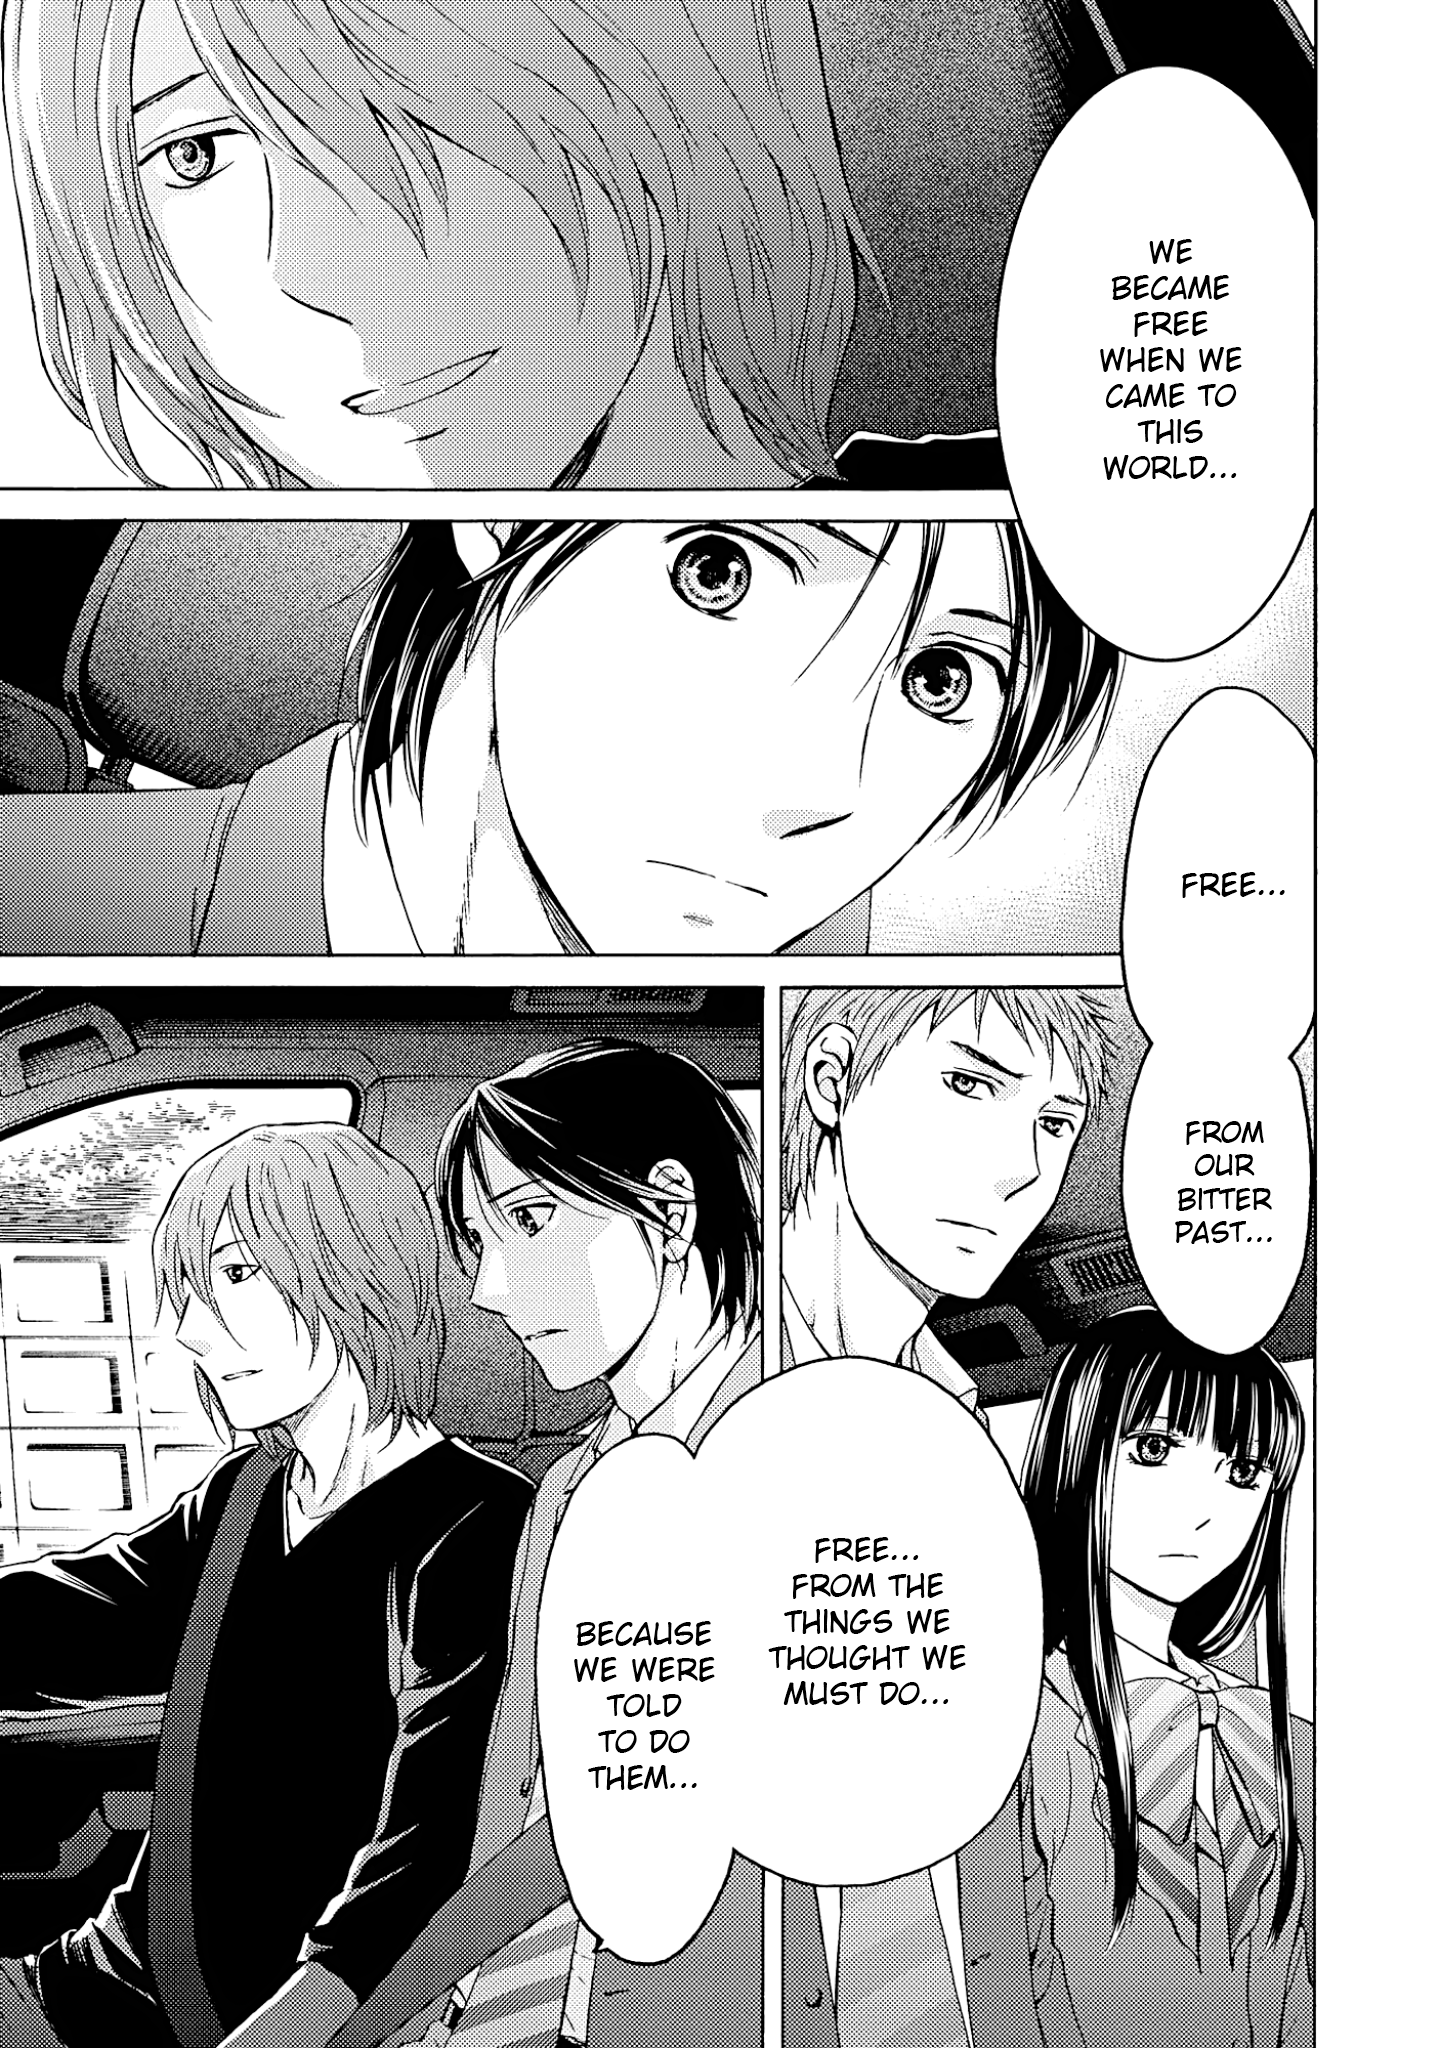 WE
BECAME
FREE
WHEN WE
CAME TO
THIS
WORLD...
FREE...
FROM
OUR
BITTER
PAST...
FREE...
FROM THE
THINGS WE
THOUGHT WE
MUST DO...
BECAUSE
WE WERE
TOLD
TO DO
THEM...